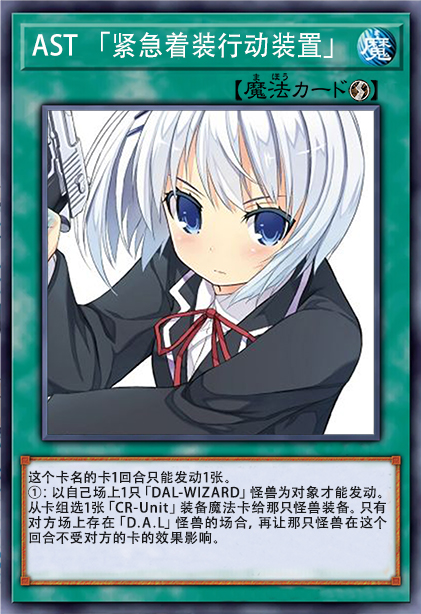 AST 「紧急着装行动装置」
魔
【魔法カード】
まほう
这个卡名的卡1回合只能发动1张。
①：以自己场上1只「DAL-WIZARD」怪兽为对象才能发动。
从卡组选1张「CR-Unit」装备魔法卡给那只怪兽装备。只有
对方场上存在「D.A.L」怪兽的场合，再让那只怪兽在这个
回合不受对方的卡的效果影响。